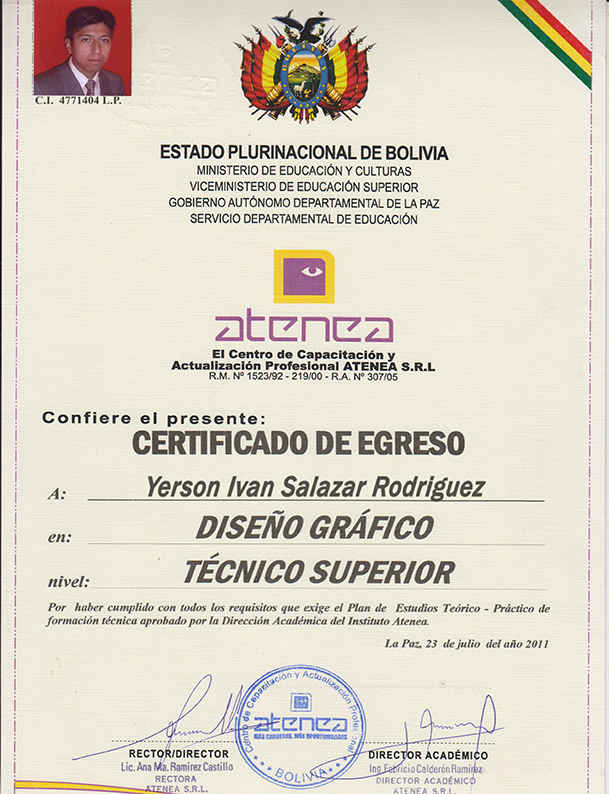 C.I. 4771404 L.P.
ESTADO PLURINACIONAL DE BOLIVIA
MINISTERIO DE EDUCACIÓN Y CULTURAS
VICEMINISTERIO DE EDUCACIÓN SUPERIOR
GOBIERNO AUTÓNOMO DEPARTAMENTAL DE LA PAZ
SERVICIO DEPARTAMENTAL DE EDUCACIÓN
atenea
El Centro de Capacitación y
Actualización Profesional ATENEA S.R.L
R.M. Nº 1523/92 - 219/00 - R.A. Nº 307/05
Confiere el presente:
CERTIFICADO DE EGRESO
A: Yerson Ivan Salazar Rodriguez
en: DISEÑO GRÁFICO
nivel: TÉCNICO SUPERIOR
Por haber cumplido con todos los requisitos que exige el Plan de Estudios Teórico - Práctico de
formación técnica aprobado por la Dirección Académica del Instituto Atenea.
La Paz, 23 de julio del año 2011
Centro de Capacitación y Actualización Profesional
atenea
MÁS CARRERAS, MÁS OPORTUNIDADES
BOLIVIA
RECTOR/DIRECTOR
Lic. Ana Ma. Ramirez Castillo
RECTORA
ATENEA S.R.L.
DIRECTOR ACADÉMICO
Ing. Fabricio Calderón Ramirez
DIRECTOR ACADÉMICO
ATENEA S.R.L.